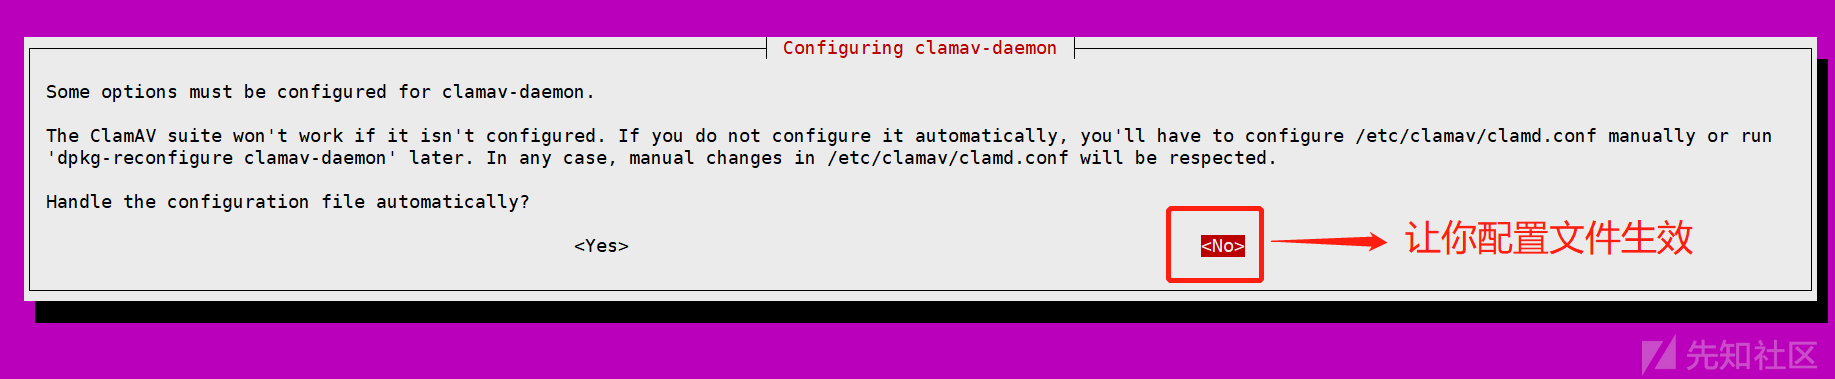 Configuring clamav-daemon
Some options must be configured for clamav-daemon.
The ClamAV suite won't work if it isn't configured. If you do not configure it automatically, you'll have to configure /etc/clamav/clamd.conf manually or run
'dpkg-reconfigure clamav-daemon' later. In any case, manual changes in /etc/clamav/clamd.conf will be respected.
Handle the configuration file automatically?
<Yes> <No> 让你配置文件生效
先知社区